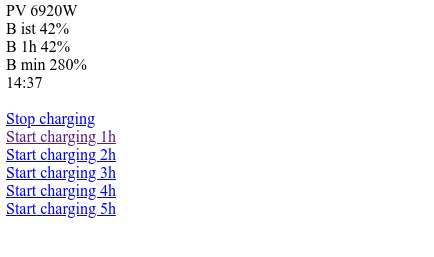 PV 6920W
B ist 42%
B 1h 42%
B min 280%
14:37
Stop charging
Start charging 1h
Start charging 2h
Start charging 3h
Start charging 4h
Start charging 5h